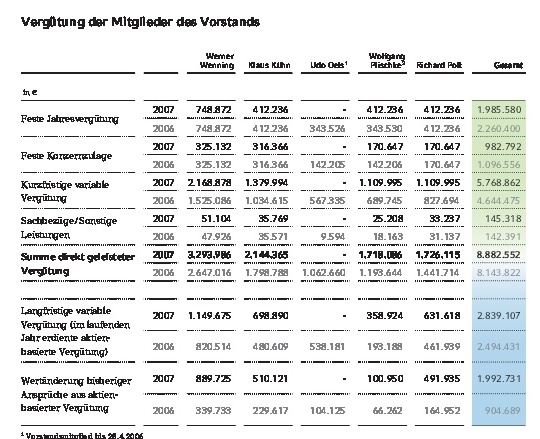 Vergütung der Mitglieder des Vorstands
Werner Wenning Klaus Kühn Udo Oels¹ Wolfgang Plischke² Richard Pott Gesamt
in €
Feste Jahresvergütung 2007 748.872 412.236 - 412.236 412.236 1.985.580
2006 748.872 412.236 343.526 343.530 412.236 2.260.400
Feste Konzernzulage 2007 325.132 316.366 - 170.647 170.647 982.792
2006 325.132 316.366 142.205 142.206 170.647 1.096.556
Kurzfristige variable Vergütung 2007 2.168.878 1.379.994 - 1.109.995 1.109.995 5.768.862
2006 1.525.086 1.034.615 567.335 689.745 827.694 4.644.475
Sachbezüge/Sonstige Leistungen 2007 51.104 35.769 - 25.208 33.237 145.318
2006 47.926 35.571 9.594 18.163 31.137 142.391
Summe direkt geleisteter Vergütung 2007 3.293.986 2.144.365 - 1.718.086 1.726.115 8.882.552
2006 2.647.016 1.798.788 1.062.660 1.193.644 1.441.714 8.143.822
Langfristige variable Vergütung (im laufenden Jahr erdiente aktien-basierte Vergütung) 2007 1.149.675 698.890 - 358.924 631.618 2.839.107
2006 820.514 480.609 538.181 193.188 461.939 2.494.431
Wertänderung bisheriger Ansprüche aus aktien-basierter Vergütung 2007 889.725 510.121 - 100.950 491.935 1.992.731
2006 339.733 229.617 104.125 66.262 164.952 904.689
¹ Vorstandsmitglied bis 28.4.2006